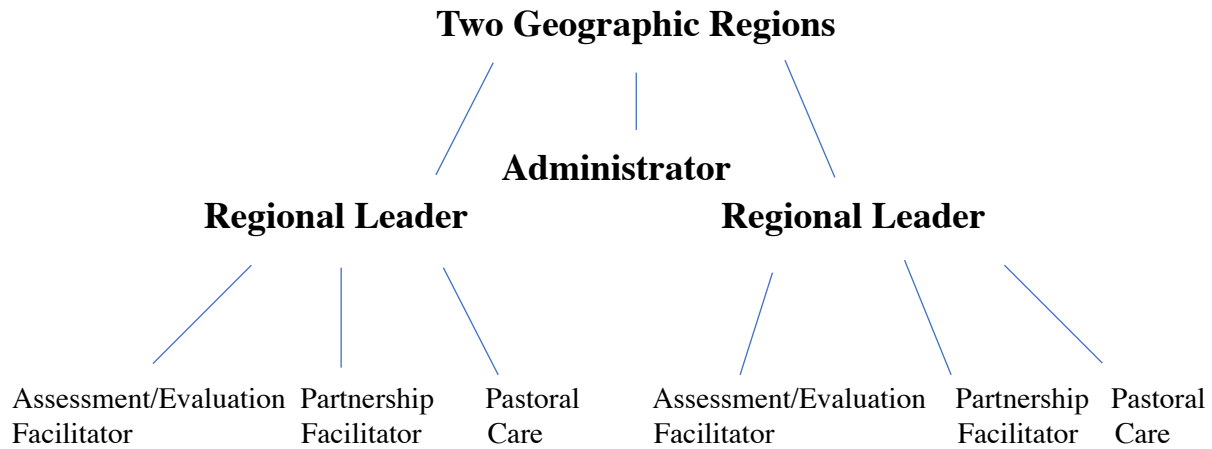 Two Geographic Regions
Administrator
Regional Leader Regional Leader
Assessment/Evaluation Partnership Pastoral Assessment/Evaluation Partnership Pastoral
Facilitator Facilitator Care Facilitator Facilitator Care